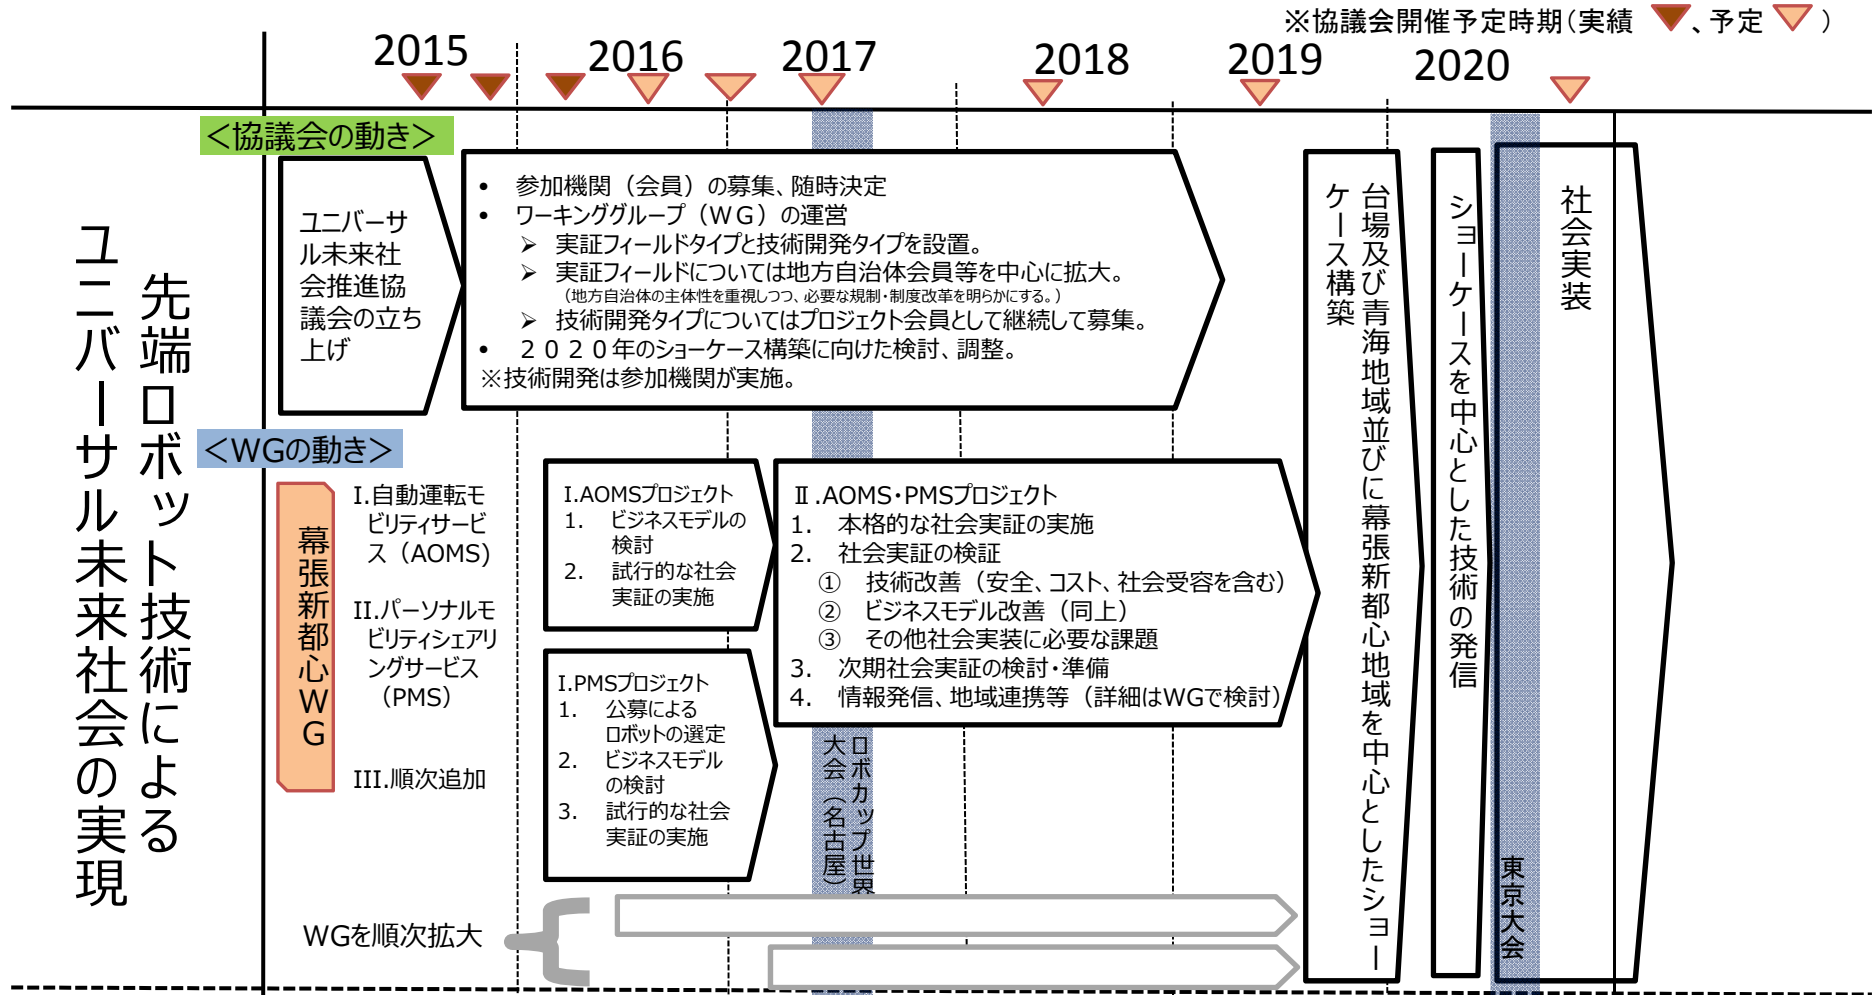 ※協議会開催予定時期(実績 、予定 )
2015
2016
2017
2018
2019
2020
先端ロボット技術による
ユニバーサル未来社会の実現
＜協議会の動き＞
ユニバーサ
ル未来社
会推進協
議会の立ち
上げ
• 参加機関（会員）の募集、随時決定
• ワーキンググループ（ＷＧ）の運営
➢ 実証フィールドタイプと技術開発タイプを設置。
➢ 実証フィールドについては地方自治体会員等を中心に拡大。
（地方自治体の主体性を重視しつつ、必要な規制・制度改革を明らかにする。）
➢ 技術開発タイプについてはプロジェクト会員として継続して募集。
• ２０２０年のショーケース構築に向けた検討、調整。
※技術開発は参加機関が実施。
台場及び青海地域並びに幕張新都心地域を中心としたショー
ケース構築
ショーケースを中心とした技術の発信
社会実装
＜WGの動き＞
幕張新都心WG
I.自動運転モ
ビリティサービ
ス（AOMS)
II.パーソナルモ
ビリティシェアリ
ングサービス
（PMS）
III.順次追加
I.AOMSプロジェクト
1. ビジネスモデルの
検討
2. 試行的な社会
実証の実施
I.PMSプロジェクト
1. 公募による
ロボットの選定
2. ビジネスモデル
の検討
3. 試行的な社会
実証の実施
Ⅱ.AOMS・PMSプロジェクト
1. 本格的な社会実証の実施
2. 社会実証の検証
① 技術改善（安全、コスト、社会受容を含む）
② ビジネスモデル改善（同上）
③ その他社会実装に必要な課題
3. 次期社会実証の検討・準備
4. 情報発信、地域連携等（詳細はWGで検討）
ロボカップ世界
大会（名古屋）
東京大会
WGを順次拡大